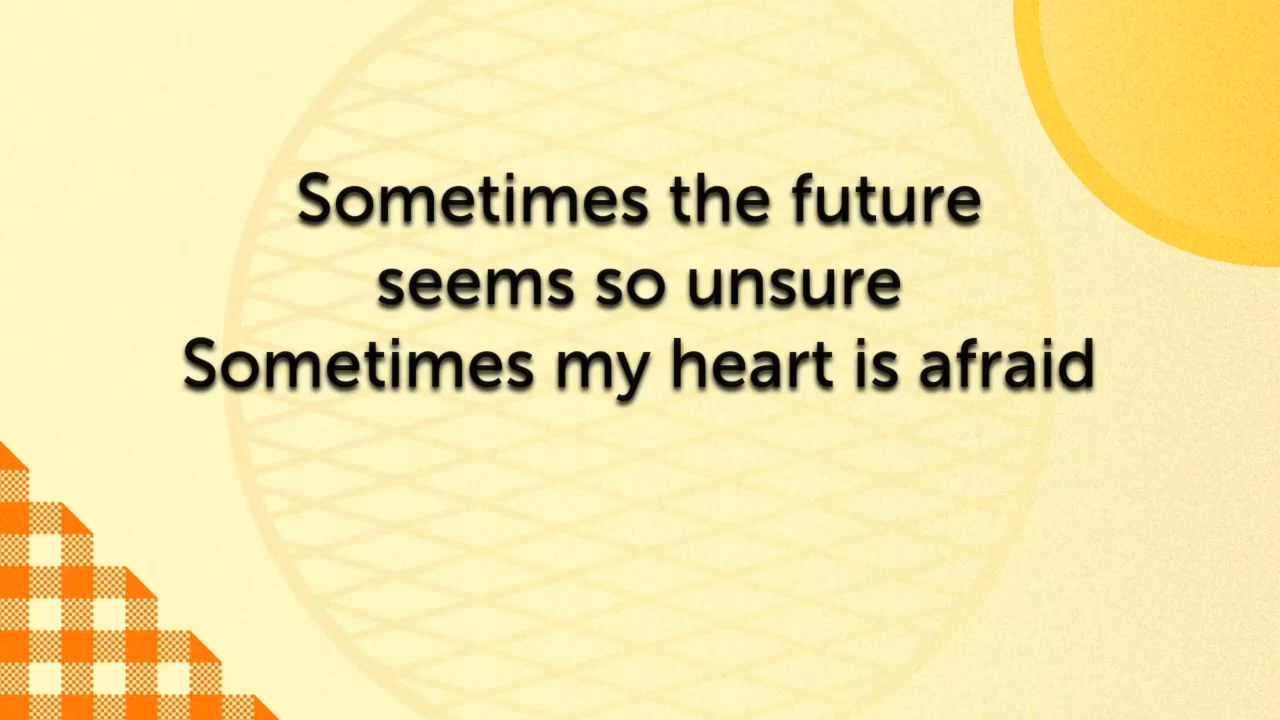 Sometimes the future
seems so unsure
Sometimes my heart is afraid